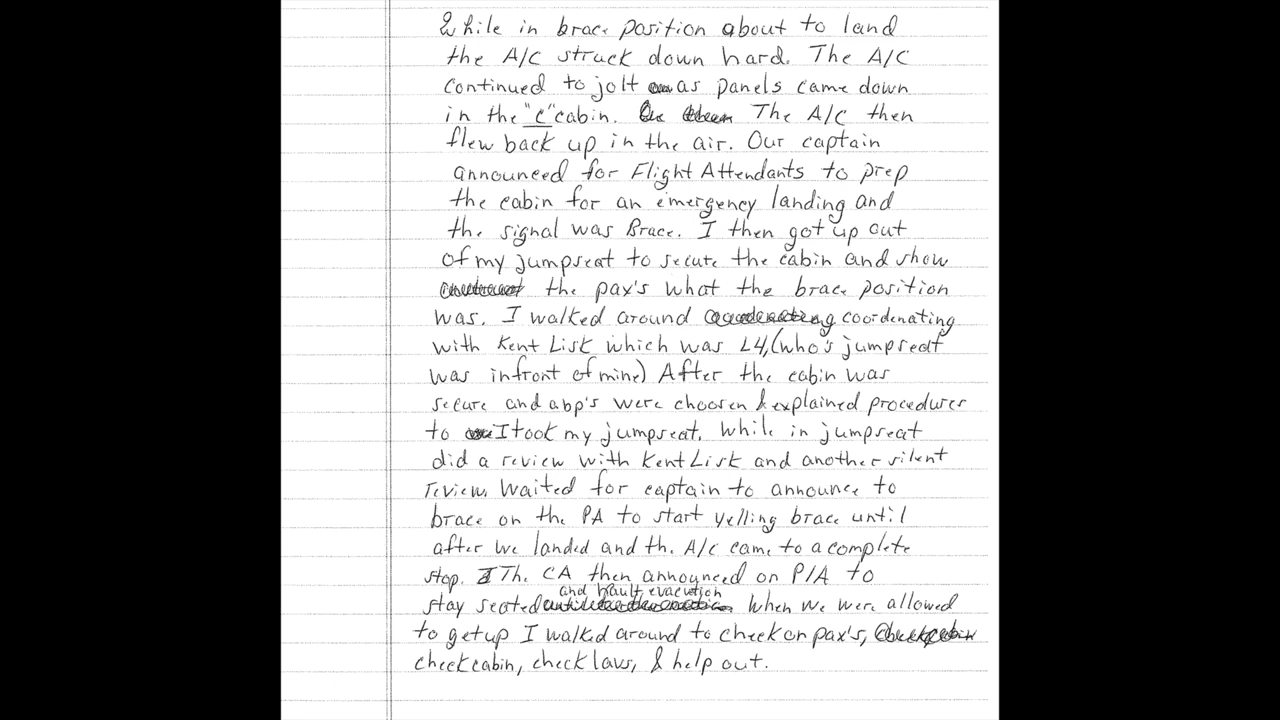 While in brace position about to land
the A/C struck down hard. The A/C
continued to jolt as panels came down
in the "C" cabin. The A/C then
flew back up in the air. Our captain
announced for Flight Attendants to prep
the cabin for an emergency landing and
the signal was Brace. I then got up out
of my jumpseat to secute the cabin and show
the pax's what the brace position
was. I walked around coordenating
with Kent Lisk which was L4, (who's jumpseat
was infront of mine) After the cabin was
secure and abp's were choosen & explained procedures
to I took my jumpseat. While in jumpseat
did a review with Kent Lisk and another silent
review. Waited for captain to announce to
brace on the PA to start yelling brace until
after we landed and the A/C came to a complete
stop. The CA then announced on P/A to
and hault evacution
stay seated When we were allowed
to get up I walked around to check on pax's,
check cabin, check lavs, & help out.